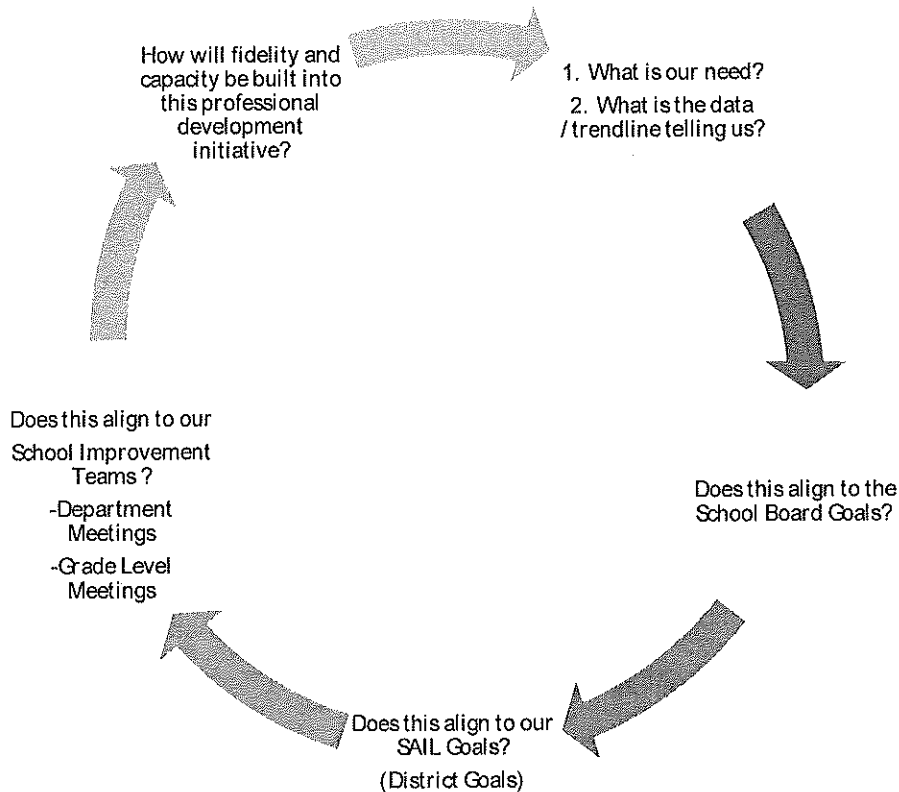 How will fidelity and
capacity be built into
this professional
development
initiative?
1. What is our need?
2. What is the data
/ trendline telling us?
Does this align to the
School Board Goals?
Does this align to our
SAIL Goals?
(District Goals)
Does this align to our
School Improvement
Teams?
-Department
Meetings
-Grade Level
Meetings